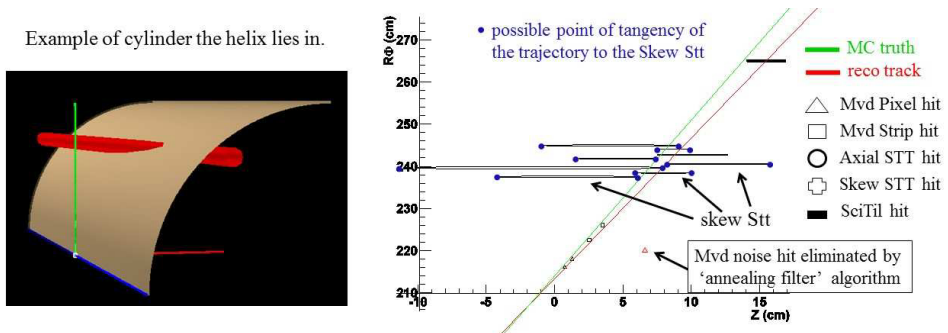 Example of cylinder the helix lies in.
RΦ (cm)
270
260
250
240
230
220
210
-10
-5
0
5
10
15
Z (cm)
possible point of tangency of
the trajectory to the Skew Stt
skew Stt
Mvd noise hit eliminated by
‘annealing filter’ algorithm
MC truth
reco track
Mvd Pixel hit
Mvd Strip hit
Axial STT hit
Skew STT hit
SciTil hit